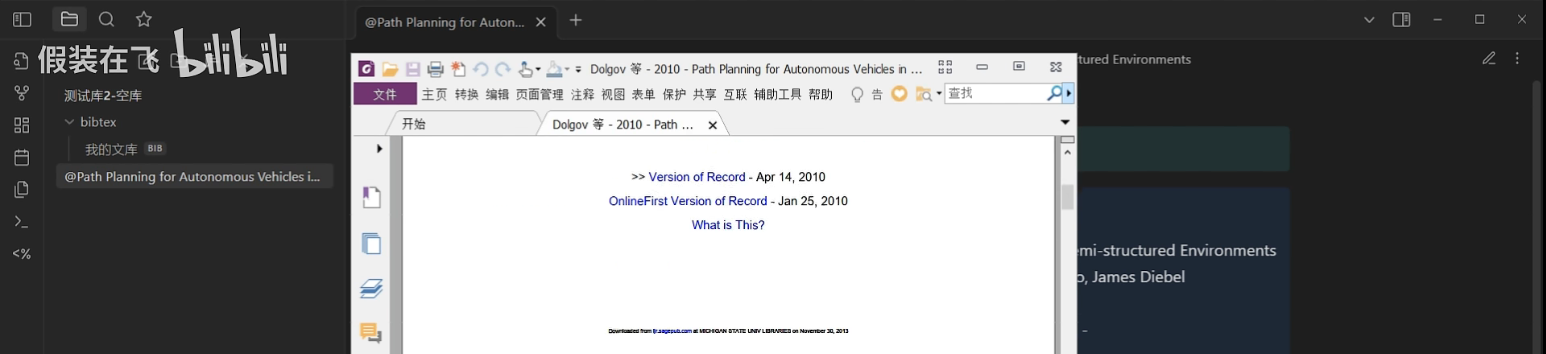 @Path Planning for Auton...
假装在飞 bilibili
测试库2-空库
bibtex
我的文库 BIB
@Path Planning for Autonomous Vehicles i...
Dolgov 等 - 2010 - Path Planning for Autonomous Vehicles in ...
文件 主页 转换 编辑 页面管理 注释 视图 表单 保护 共享 互联 辅助工具 帮助 告 查找
开始 Dolgov 等 - 2010 - Path ...
>> Version of Record - Apr 14, 2010
OnlineFirst Version of Record - Jan 25, 2010
What is This?
Downloaded from ijr.sagepub.com at MICHIGAN STATE UNIV LIBRARIES on November 30, 2013
tured Environments
emi-structured Environments
o, James Diebel